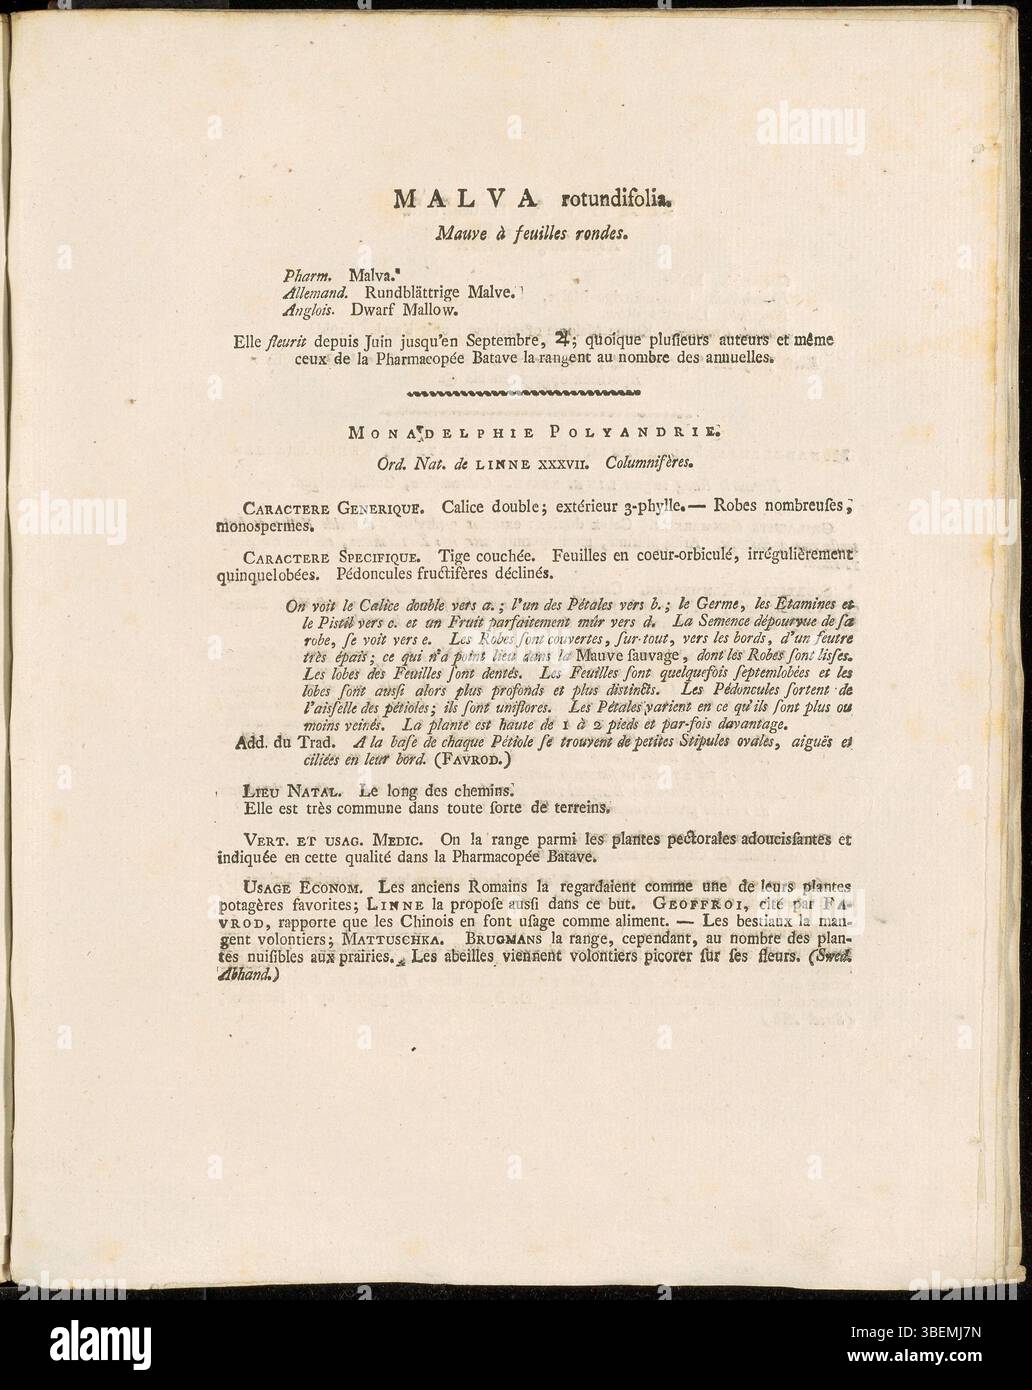 MALVA rotundifolia.
Mauve à feuilles rondes.
Pharm. Malva.
Allemand. Rundblättrige Malve.
Anglois. Dwarf Mallow.
Elle fleurit depuis Juin jusqu'en Septembre, ♃; quoique pluſieurs auteurs et même
ceux de la Pharmacopée Batave la rangent au nombre des annuelles.
MONADELPHIE POLYANDRIE.
Ord. Nat. de LINNE XXXVII. Columnifères.
CARACTERE GENERIQUE. Calice double; extérieur 3-phylle. — Robes nombreuſes,
monospermes.
CARACTERE SPECIFIQUE. Tige couchée. Feuilles en coeur-orbiculé, irrégulièrement
quinquelobées. Pédoncules fructifères déclinés.
On voit le Calice double vers a.; l'un des Pétales vers b.; le Germe, les Etamines et
le Pistil vers c. et un Fruit parfaitement mûr vers d. La Semence dépourvue de ſa
robe, ſe voit vers e. Les Robes ſont couvertes, ſur-tout, vers les bords, d'un feutre
très épais; ce qui n'a point lieu dans la Mauve ſauvage, dont les Robes ſont liſſes.
Les lobes des Feuilles ſont dentés. Les Feuilles ſont quelquefois ſeptemlobées et les
lobes ſont auſſi alors plus profonds et plus distincts. Les Pédoncules ſortent de
l'aiſelle des pétioles; ils ſont uniflores. Les Pétales varient en ce qu'ils ſont plus ou
moins veinés. La plante est haute de 1 à 2 pieds et par-fois davantage.
Add. du Trad. A la baſe de chaque Pétiole ſe trouvent de petites Stipules ovales, aiguës et
ciliées en leur bord. (FAVROD.)
LIEU NATAL. Le long des chemins.
Elle est très commune dans toute ſorte de terreins.
VERT. ET USAG. MEDIC. On la range parmi les plantes pectorales adouciſſantes et
indiquée en cette qualité dans la Pharmacopée Batave.
USAGE ECONOM. Les anciens Romains la regardaient comme une de leurs plantes
potagères favorites; LINNE la propoſe auſſi dans ce but. GEOFFROI, cité par FA-
VROD, rapporte que les Chinois en font uſage comme aliment. — Les bestiaux la man-
gent volontiers; MATTUSCHKA. BRUGMANS la range, cependant, au nombre des plan-
tes nuiſibles aux prairies. Les abeilles viennent volontiers picorer ſur ſes fleurs. (Swed.
Abhand.)
alamy
Image ID: 3BEMJ7N
www.alamy.com